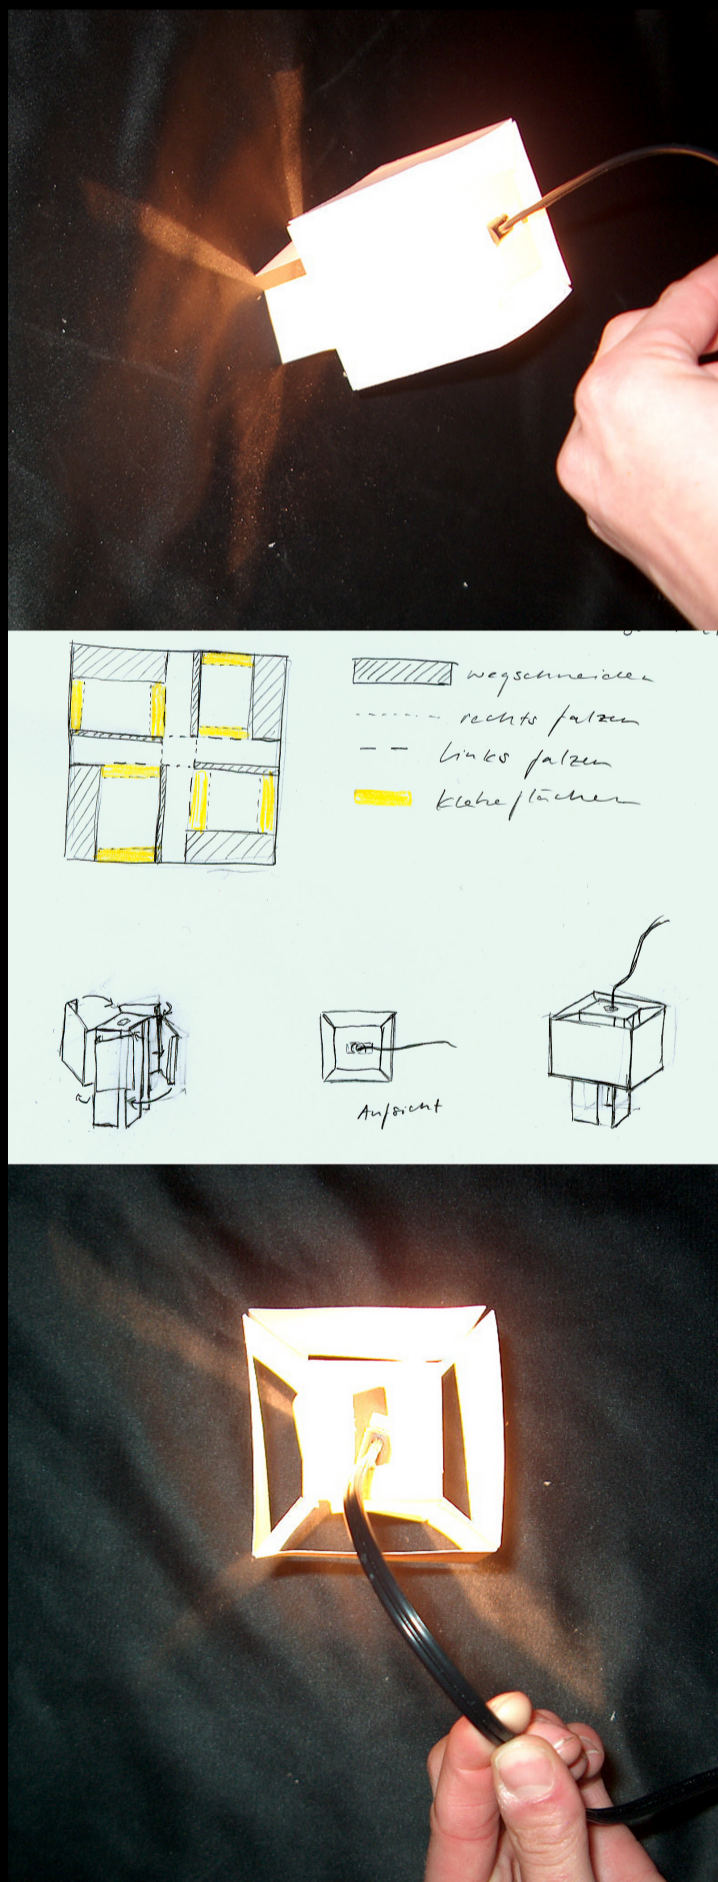 wegschneiden
rechts falzen
links falzen
Klebeflächen
Aufsicht